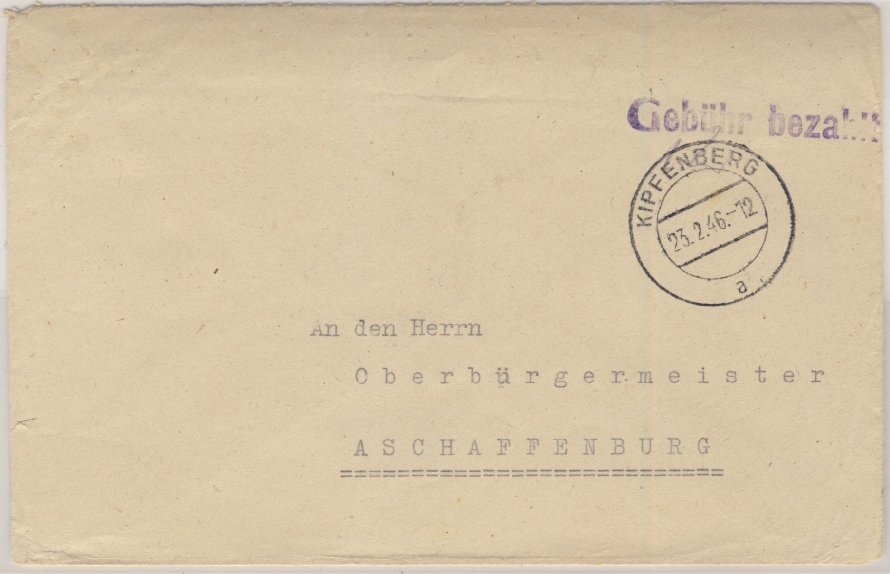 Gebühr bezahlt
KIPFENBERG
23.2.46.-12
a
An den Herrn
Oberbürgermeister
ASCHAFFENBURG